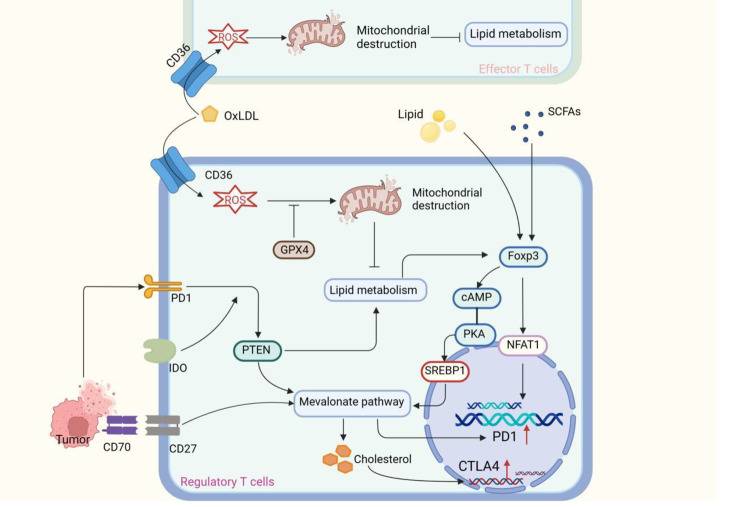 CD36
ROS
Mitochondrial
destruction
Lipid metabolism
Effector T cells
OxLDL
Lipid
SCFAs
CD36
ROS
Mitochondrial
destruction
GPX4
Foxp3
Lipid metabolism
cAMP
PD1
PKA
NFAT1
PTEN
IDO
SREBP1
Mevalonate pathway
Tumor
CD70
CD27
PD1
Cholesterol
CTLA4
Regulatory T cells